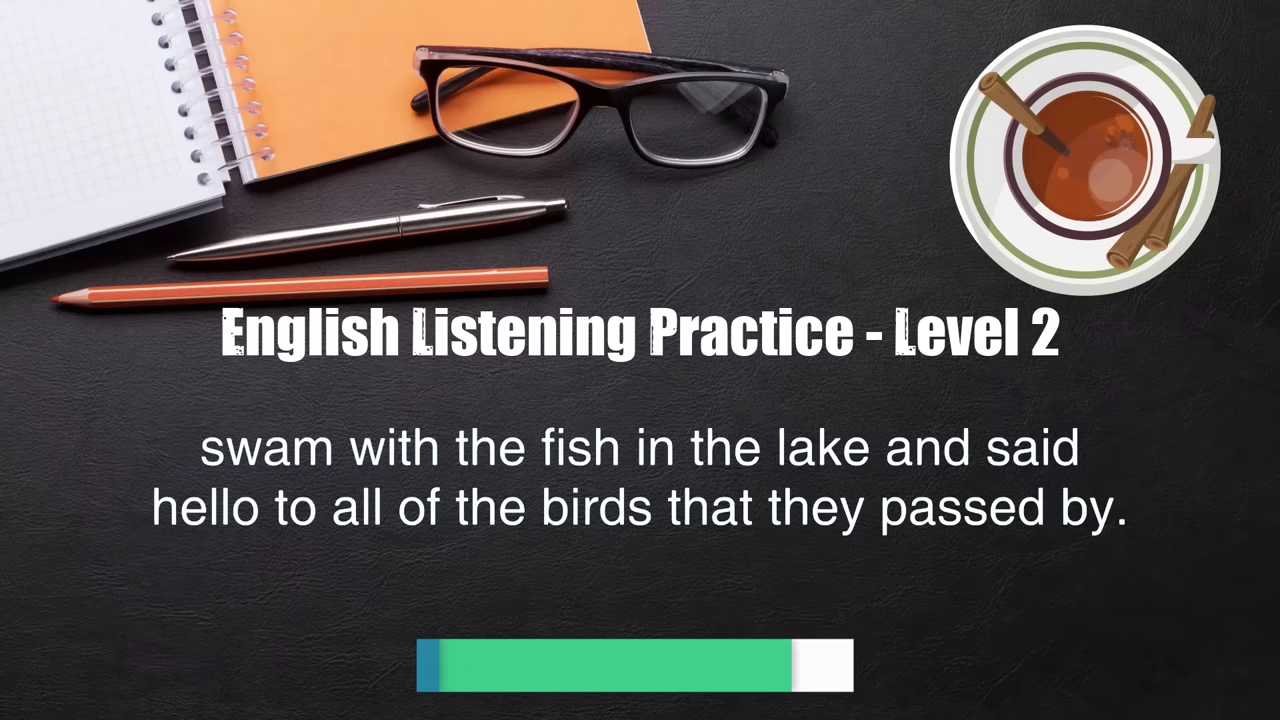 English Listening Practice - Level 2
swam with the fish in the lake and said
hello to all of the birds that they passed by.